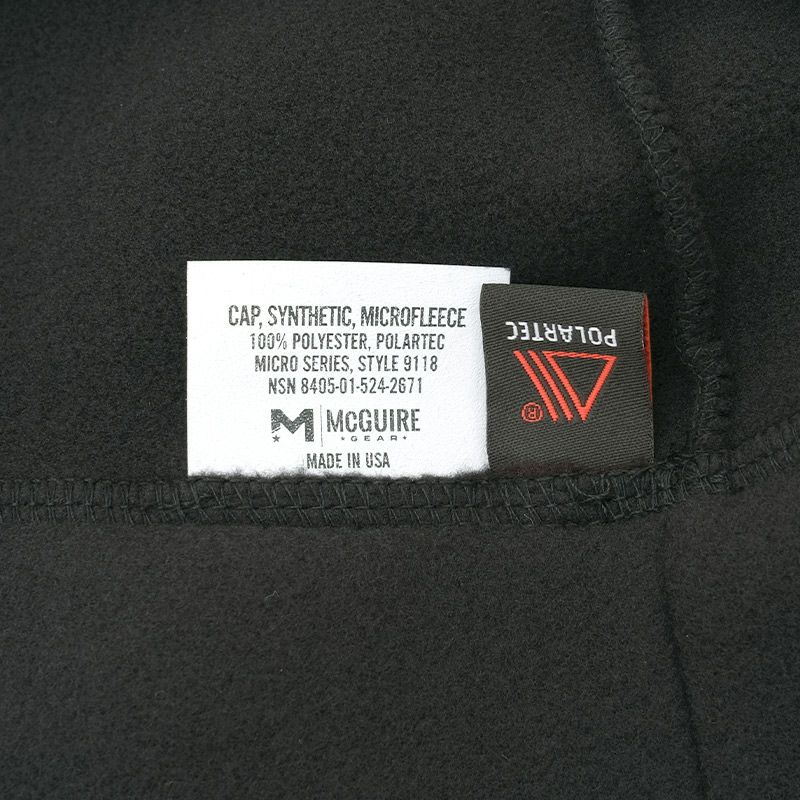 CAP, SYNTHETIC, MICROFLEECE
100% POLYESTER, POLARTEC
MICRO SERIES, STYLE 9118
NSN 8405-01-524-2671
M McGUIRE
GEAR
MADE IN USA
POLARTEC
®